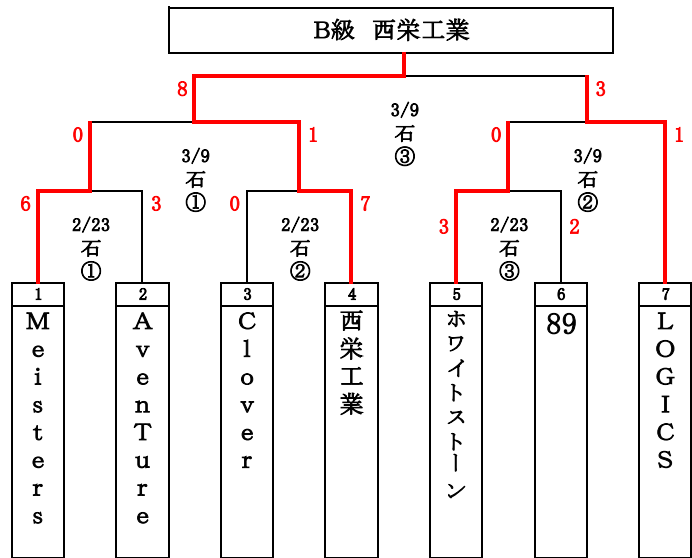 B級 西栄工業
8
3
3/9
石
③
0
1
0
1
3/9
石
①
3/9
石
②
6
3
0
7
3
2
2/23
石
①
2/23
石
②
2/23
石
③
1
2
3
4
5
6
7
Meisters
AvenTure
Clover
西栄工業
ホワイトストーン
89
LOGICS